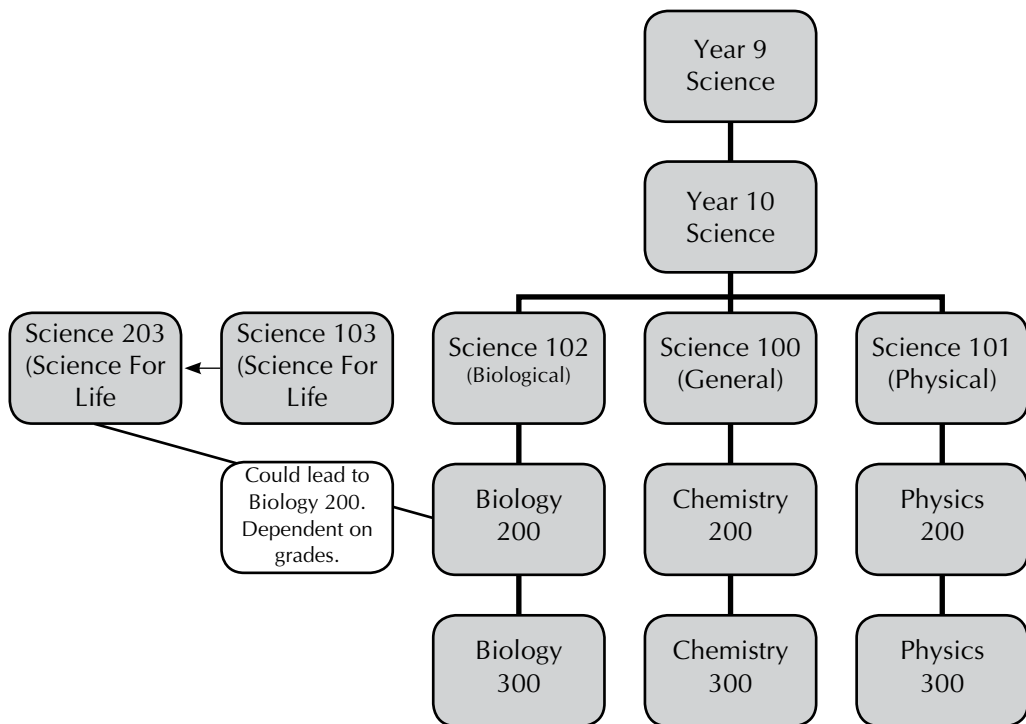 Year 9
Science
Year 10
Science
Science 203
(Science For
Life
Science 103
(Science For
Life
Science 102
(Biological)
Science 100
(General)
Science 101
(Physical)
Could lead to
Biology 200.
Dependent on
grades.
Biology
200
Chemistry
200
Physics
200
Biology
300
Chemistry
300
Physics
300